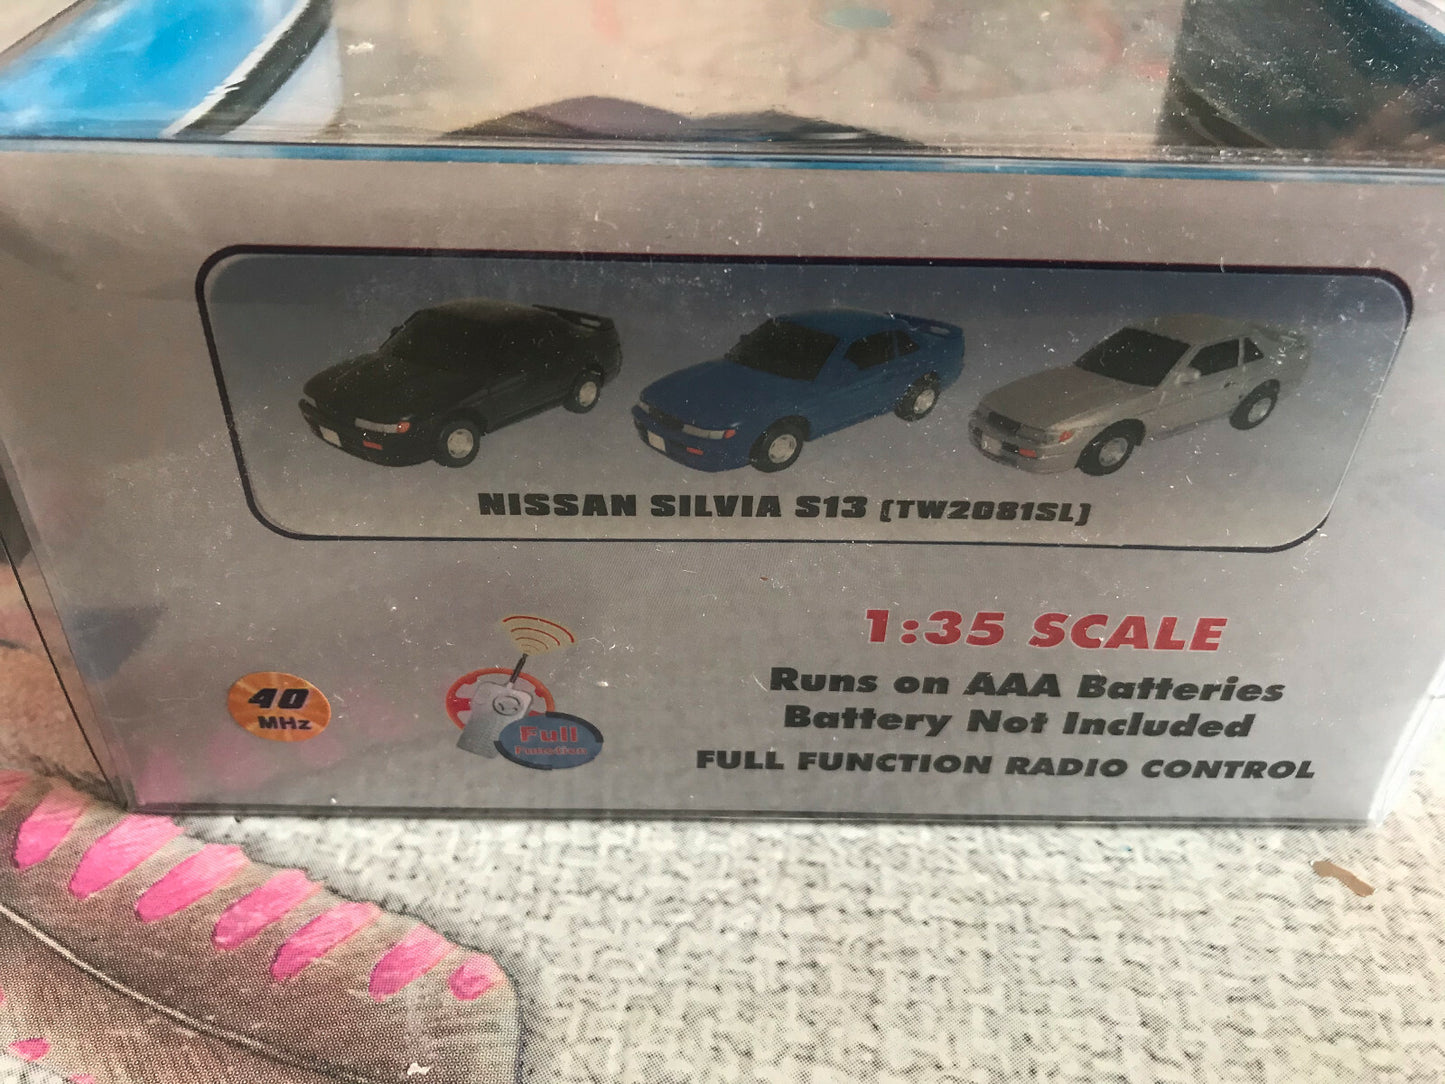 NISSAN SILVIA S13 (TW2081SL)
1:35 SCALE
Runs on AAA Batteries
Battery Not Included
FULL FUNCTION RADIO CONTROL
40
MHz
Full
Function